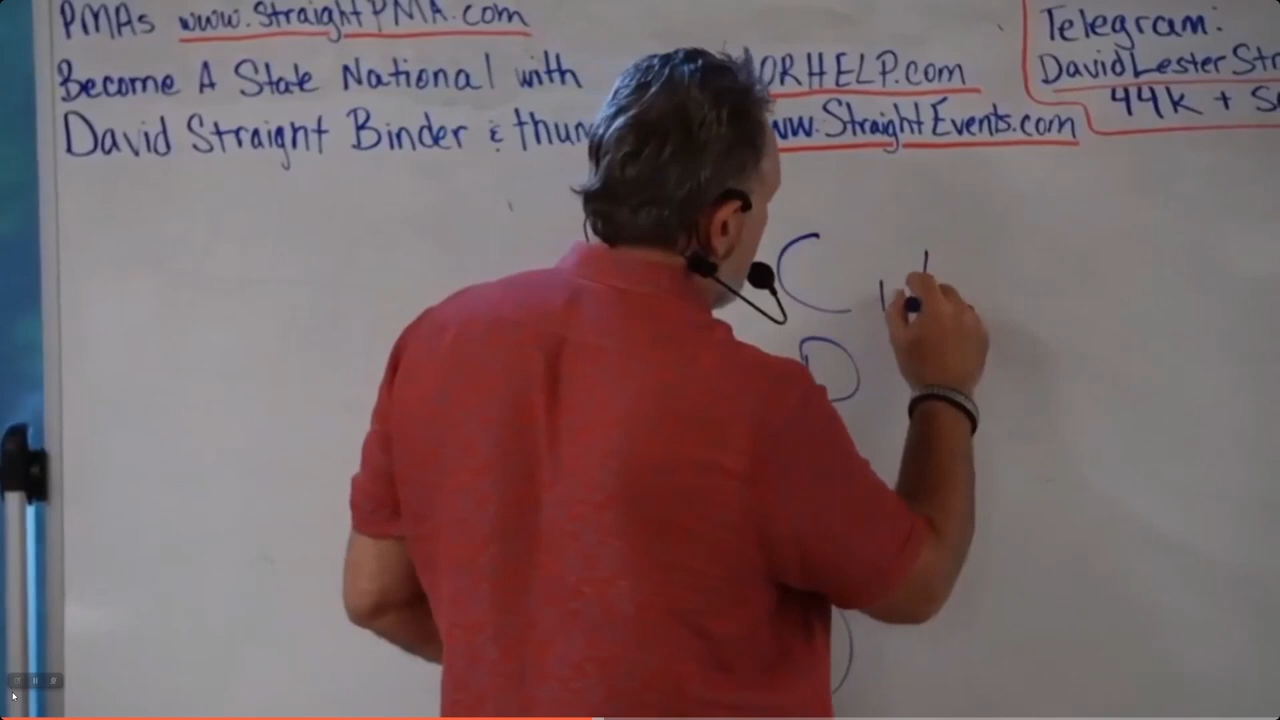 PMAs www.StraightPMA.com
Become A State National with ORHELP.com
David Straight Binder & thum ww.StraightEvents.com
Telegram:
DavidLesterStr
44K + S
C
D